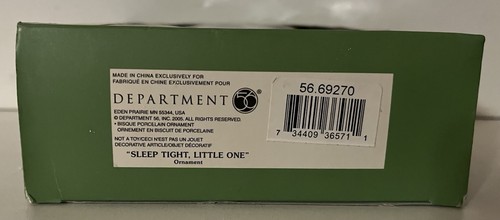 MADE IN CHINA EXCLUSIVELY FOR
FABRIQUÉ EN CHINE EXCLUSIVEMENT POUR
DEPARTMENT 56
EDEN PRAIRIE MN 55344, USA
© DEPARTMENT 56, INC. 2005. ALL RIGHTS RESERVED.
• BISQUE PORCELAIN ORNAMENT
ORNEMENT EN BISCUIT DE PORCELAINE
NOT A TOY/CECI N'EST PAS UN JOUET
DECORATIVE ARTICLE/OBJET DÉCORATIF
"SLEEP TIGHT, LITTLE ONE"
Ornament
56.69270
7 34409 36571 1